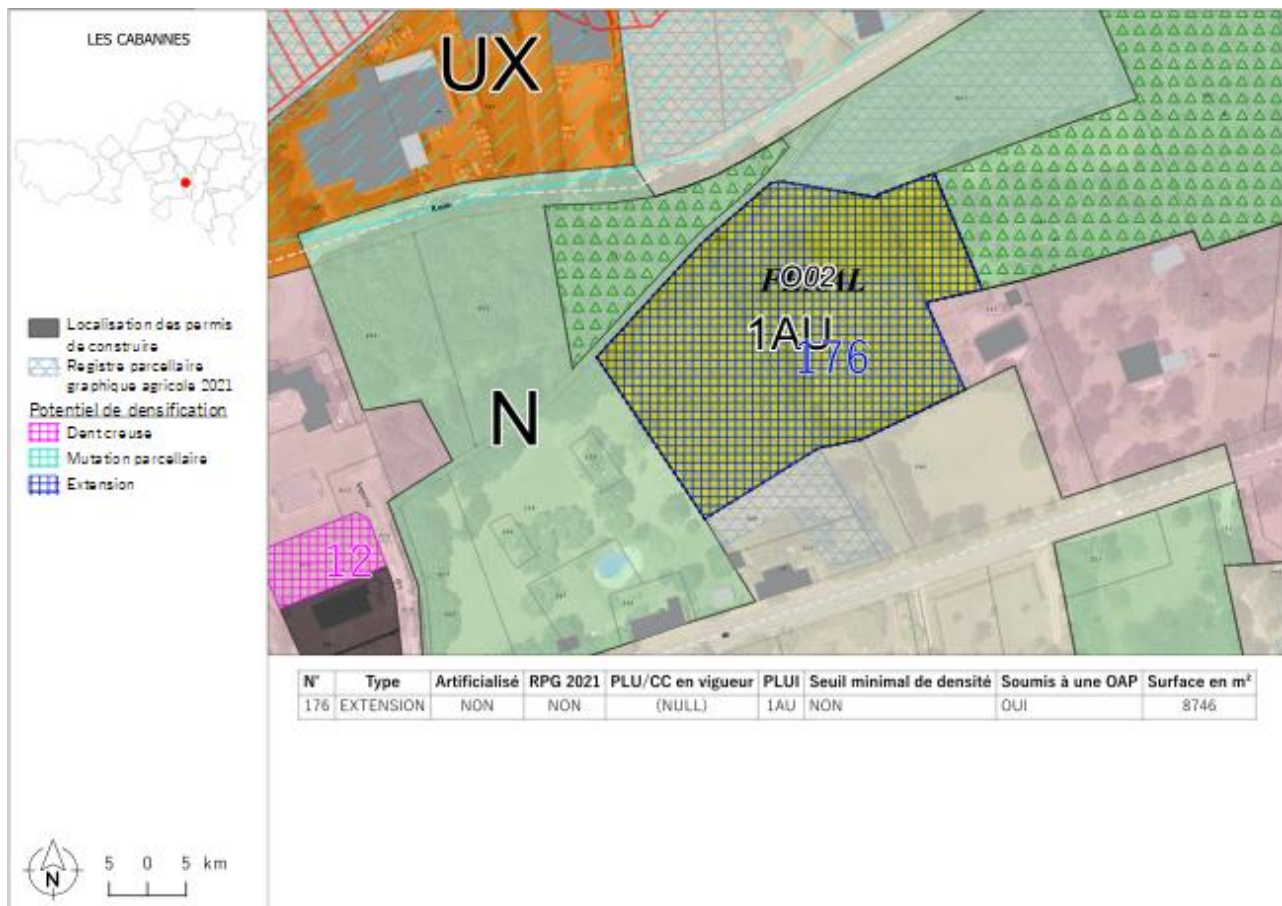 LES CABANNES
Localisation des permis
de construire
Registre parcellaire
graphique agricole 2021
Potentiel de densification
Dent creuse
Mutation parcellaire
Extension
N
5 0 5 km
UX
O02
1AU
176
N
12
N° Type Artificialisé RPG 2021 PLU/CC en vigueur PLUI Seuil minimal de densité Soumis à une OAP Surface en m²
176 EXTENSION NON NON (NULL) 1AU NON OUI 8746